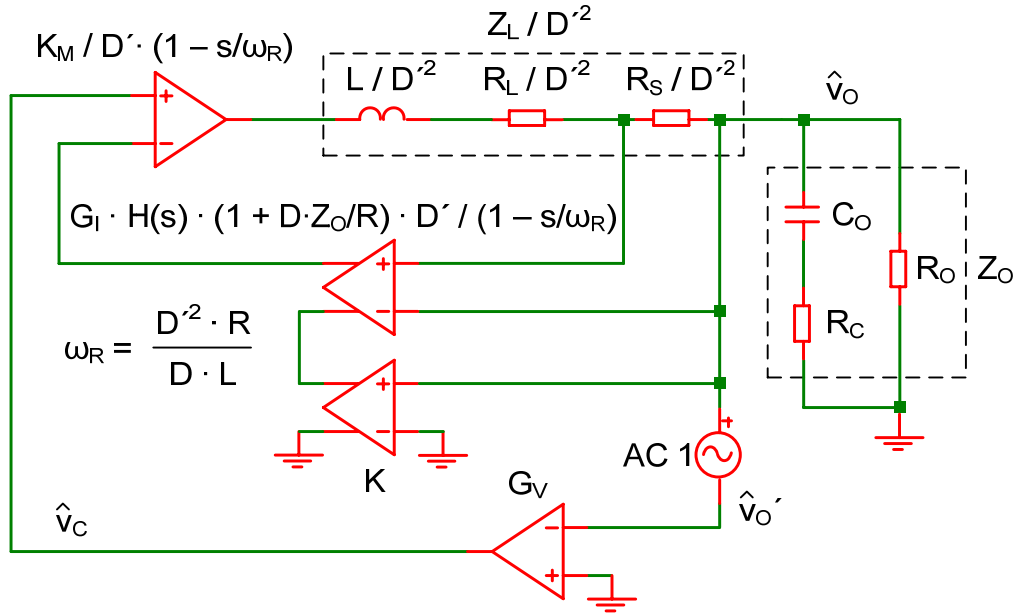 Z_L / D´²
K_M / D´ · (1 – s/ω_R)
L / D´²
R_L / D´²
R_S / D´²
v̂_O
+
−
G_I · H(s) · (1 + D·Z_O/R) · D´ / (1 – s/ω_R)
C_O
R_O
Z_O
R_C
+
−
ω_R = D´² · R
D · L
+
−
K
+
AC 1
v̂_O´
G_V
v̂_C
−
+